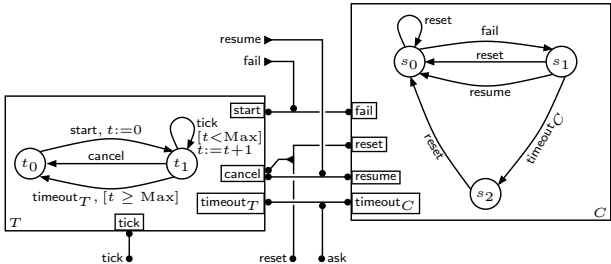 resume
fail
reset
s0
fail
reset
resume
s1
timeoutC
reset
s2
C
start
fail
reset
cancel
resume
timeoutT
timeoutC
start, t:=0
tick
[t<Max]
t:=t+1
t0
cancel
t1
timeoutT, [t ≥ Max]
T
tick
tick
reset
ask